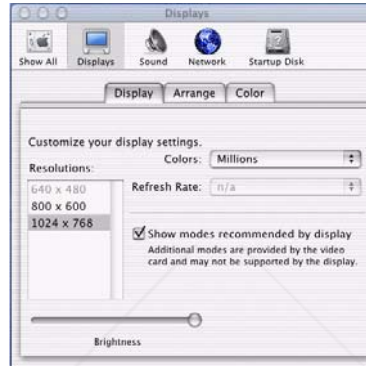 Displays
Show All Displays Sound Network Startup Disk
Display Arrange Color
Customize your display settings.
Colors: Millions
Resolutions:
Refresh Rate: n/a
640 x 480
800 x 600
1024 x 768
Show modes recommended by display
Additional modes are provided by the video
card and may not be supported by the display.
Brightness